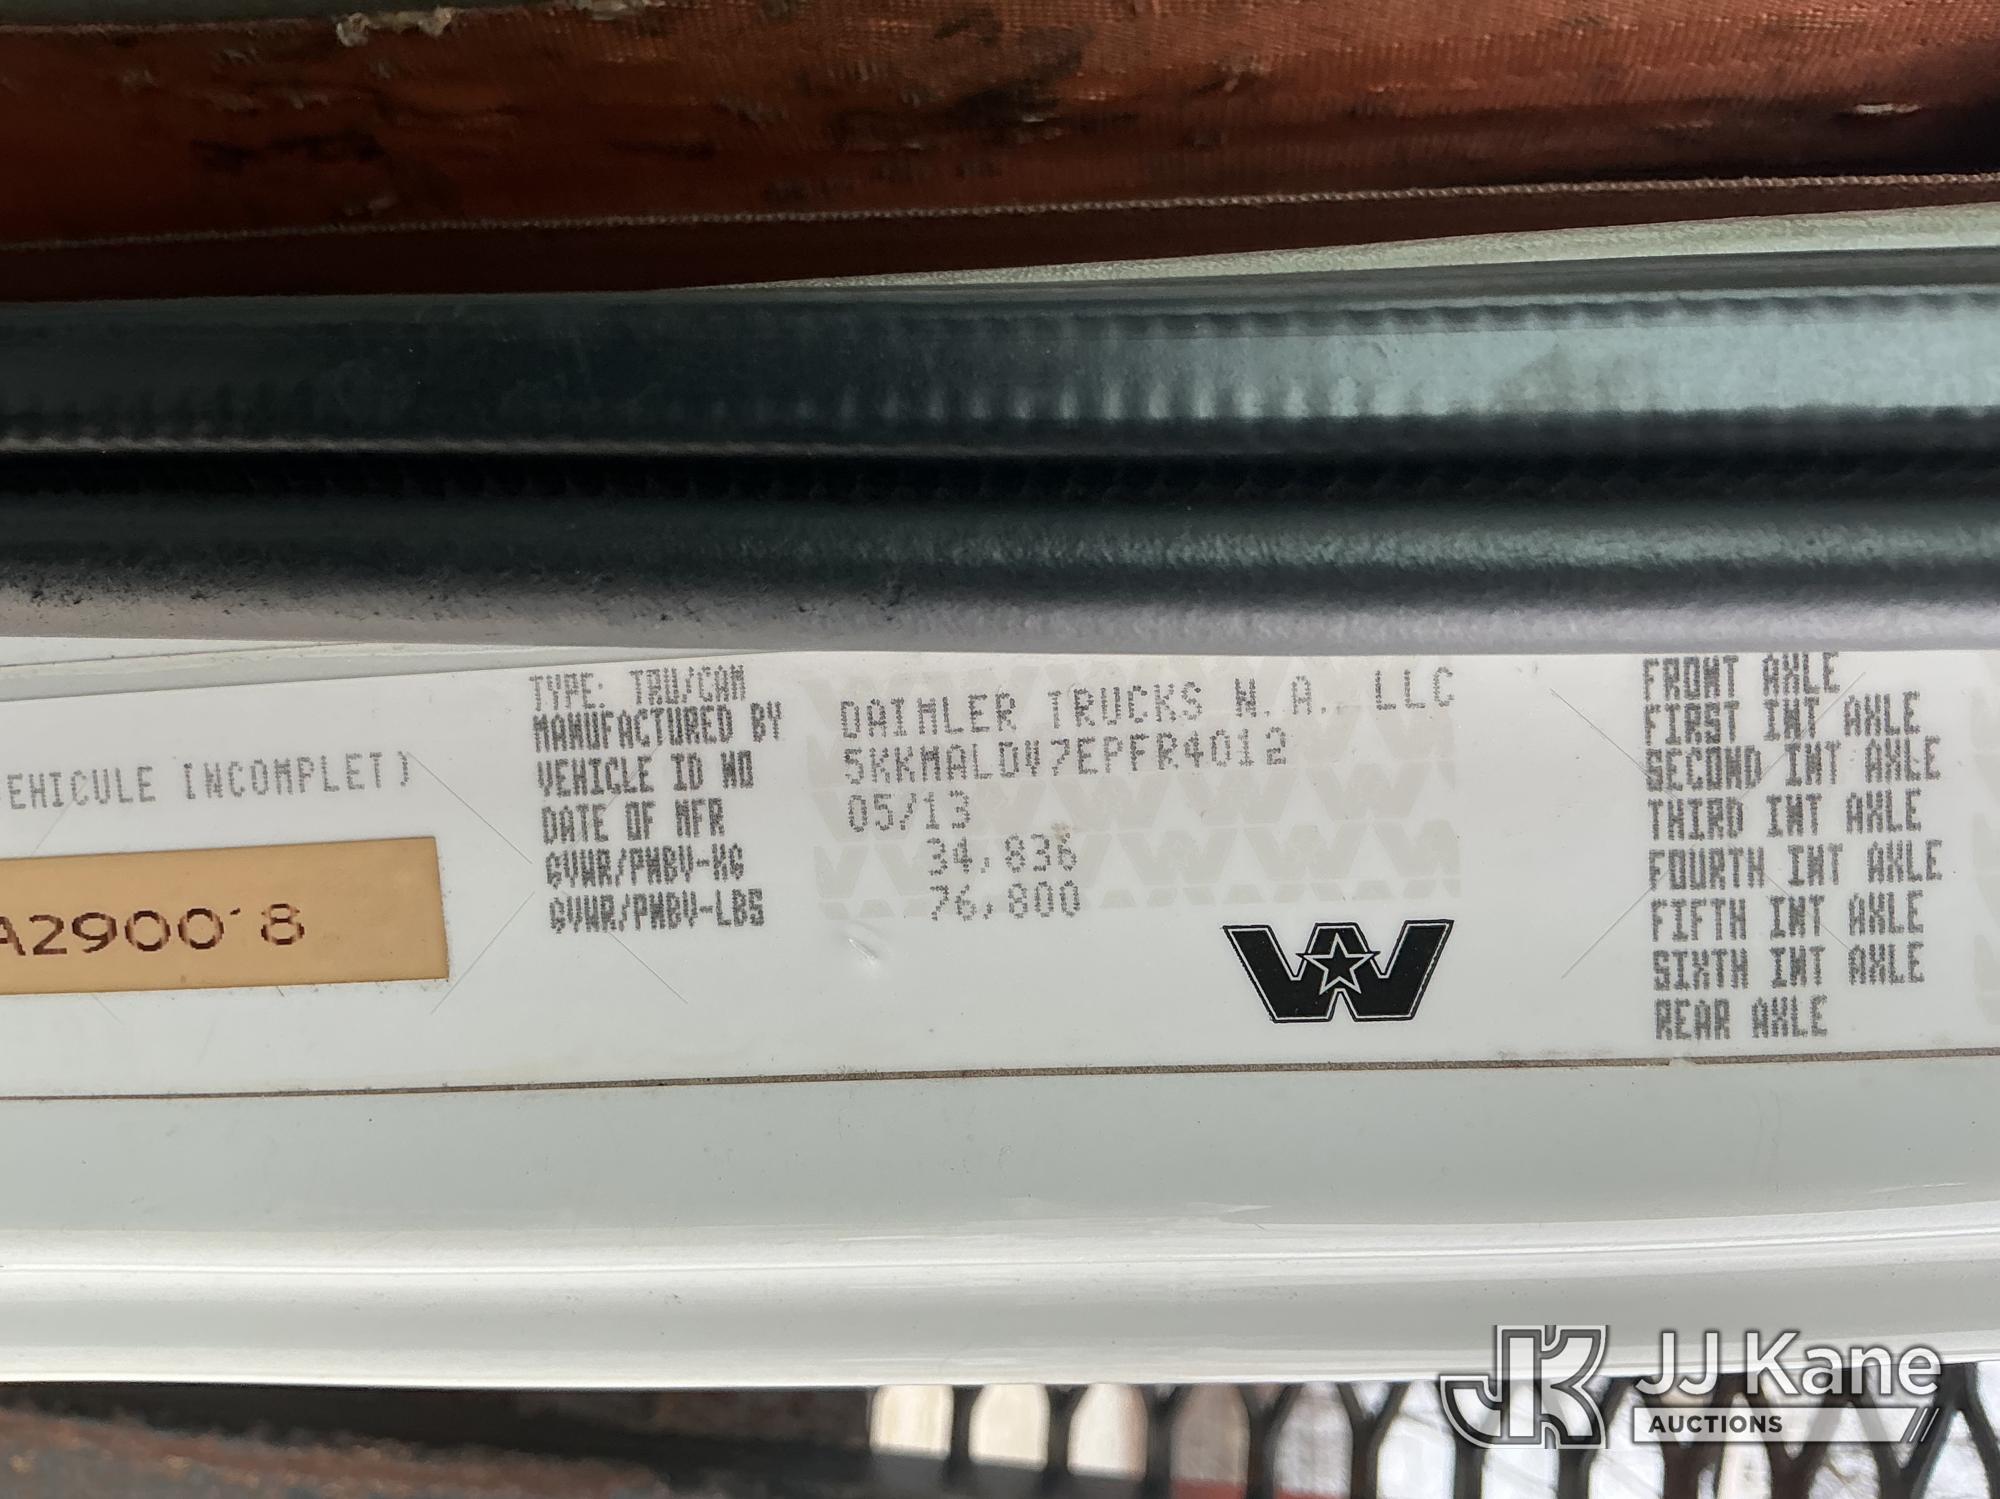 EHICULE INCOMPLET)
A2900 8
TYPE: TRU/CAM
MANUFACTURED BY DAIMLER TRUCKS N.A. LLC
VEHICLE ID NO 5KKMALDV7EPFR4012
DATE OF MFR 05/13
GVWR/PNBV-KG 34,836
GVWR/PNBV-LBS 76,800
FRONT AXLE
FIRST INT AXLE
SECOND INT AXLE
THIRD INT AXLE
FOURTH INT AXLE
FIFTH INT AXLE
SIXTH INT AXLE
REAR AXLE
W
JK JJ Kane
AUCTIONS